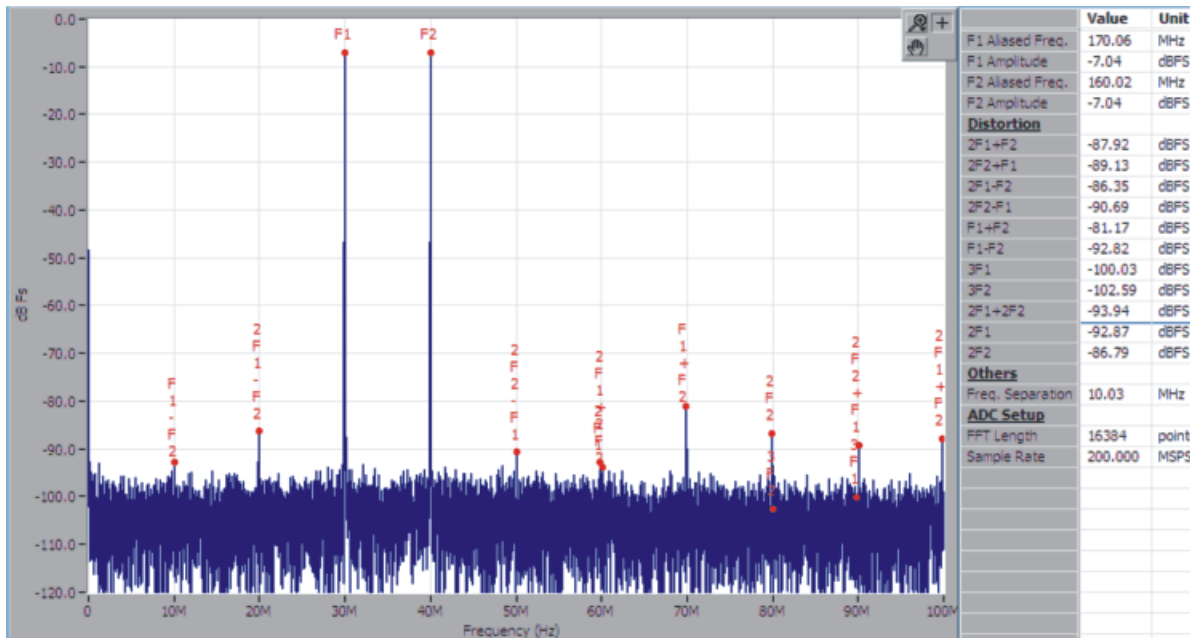 0.0
-10.0
-20.0
-30.0
-40.0
-50.0
-60.0
-70.0
-80.0
-90.0
-100.0
-110.0
-120.0
dB Fs
F1
F2
F1-F2
2F1-F2
2F2-F1
F1+F2
2F2
3F2
2F2+F1
3F1
2F1+F2
0
10M
20M
30M
40M
50M
60M
70M
80M
90M
100M
Frequency (Hz)
Value Unit
F1 Aliased Freq. 170.06 MHz
F1 Amplitude -7.04 dBFS
F2 Aliased Freq. 160.02 MHz
F2 Amplitude -7.04 dBFS
Distortion
2F1+F2 -87.92 dBFS
2F2+F1 -89.13 dBFS
2F1-F2 -86.35 dBFS
2F2-F1 -90.69 dBFS
F1+F2 -81.17 dBFS
F1-F2 -92.82 dBFS
3F1 -100.03 dBFS
3F2 -102.59 dBFS
2F1+2F2 -93.94 dBFS
2F1 -92.87 dBFS
2F2 -86.79 dBFS
Others
Freq. Separation 10.03 MHz
ADC Setup
FFT Length 16384 point
Sample Rate 200.000 MSPS